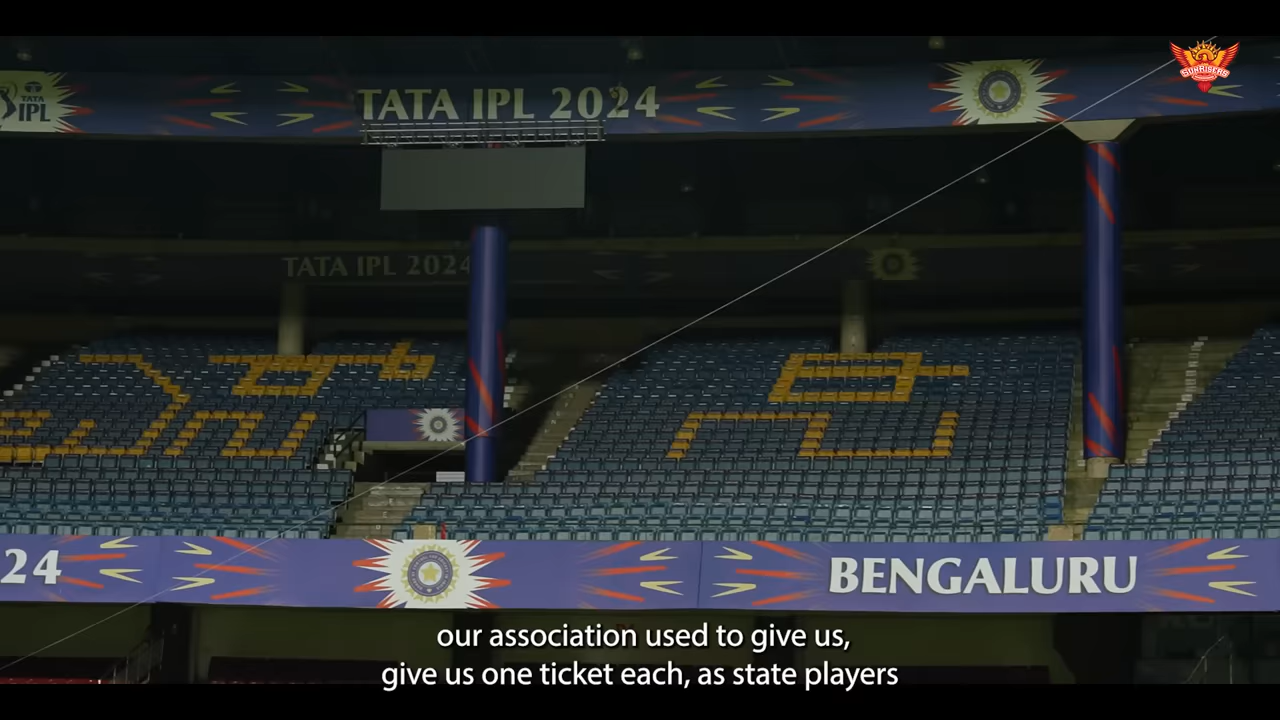 TATA IPL
TATA IPL 2024
SUNRISERS
TATA IPL 2024
24
BENGALURU
our association used to give us,
give us one ticket each, as state players